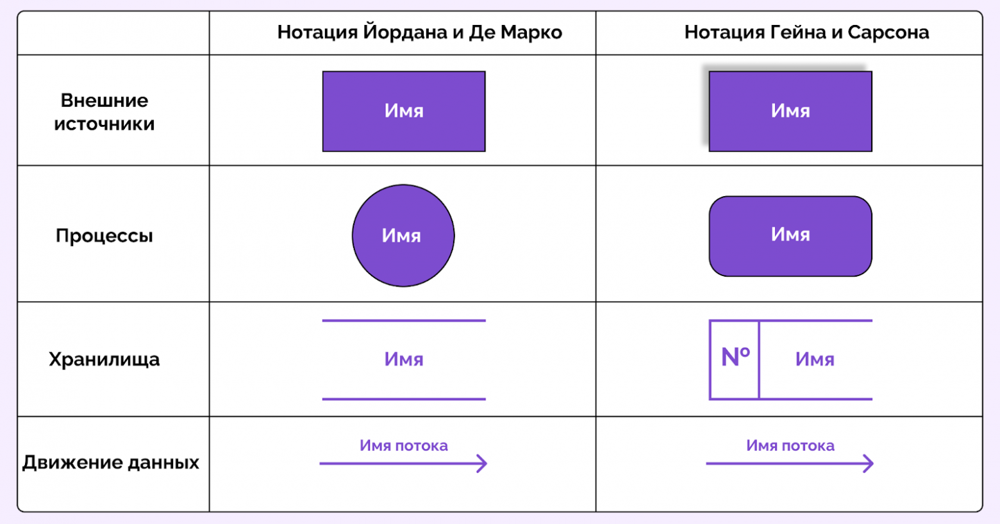 Нотация Йордана и Де Марко
Нотация Гейна и Сарсона
Внешние
источники
Имя
Имя
Процессы
Имя
Имя
Хранилища
Имя
Nº
Имя
Движение данных
Имя потока
Имя потока